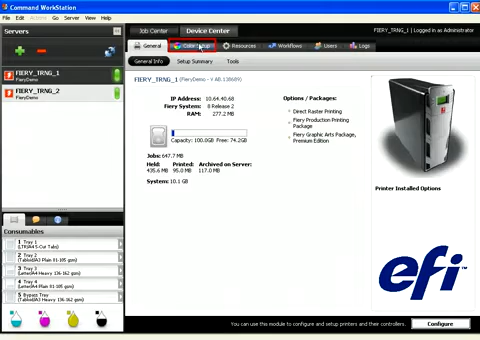 Command WorkStation
File Edit Actions Server View Help
Servers
Job Center Device Center
FIERY_TRNG_1 | Logged in as Administrator
General Color Setup Resources Workflows Users Logs
General Info Setup Summary Tools
FIERY_TRNG_1
FieryDemo
FIERY_TRNG_2
FieryDemo
FIERY_TRNG_1
IP Address: 10.64.40.68
Fiery System: 8 Release 2
RAM: 277.2 MB
Capacity: 100.0GB Free: 74.2GB
Jobs: 647.7 MB
Held: Printed: Archived on Server:
435.6 MB 95.0 MB 117.0 MB
System: 10.1 GB
Options / Packages:
Direct Raster Printing
Fiery Production Printing
Package
Fiery Graphic Arts Package,
Premium Edition
Printer Installed Options
efi
Consumables
1 Tray 1
2 Tray 2
3 Tray 3
4 Tray 4
5 Bypass Tray
You can use this module to configure and setup printers and their controllers.
Configure